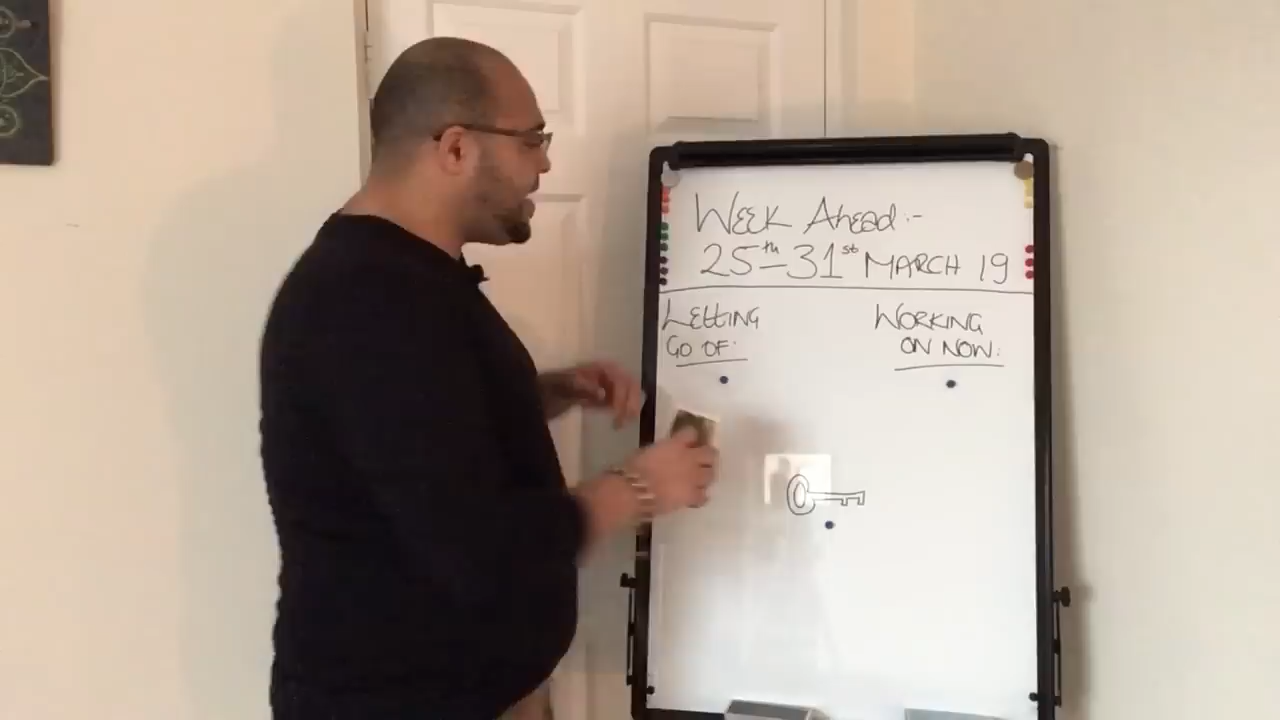 WEEK AHEAD:-
25th-31st MARCH 19
LETTING
GO OF:
WORKING
ON NOW: